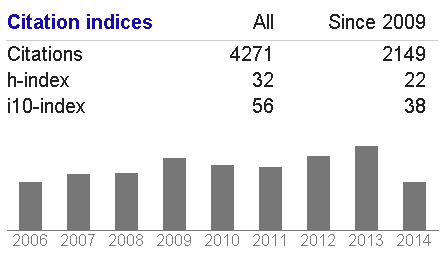 Citation indices All Since 2009
Citations 4271 2149
h-index 32 22
i10-index 56 38
2006 2007 2008 2009 2010 2011 2012 2013 2014